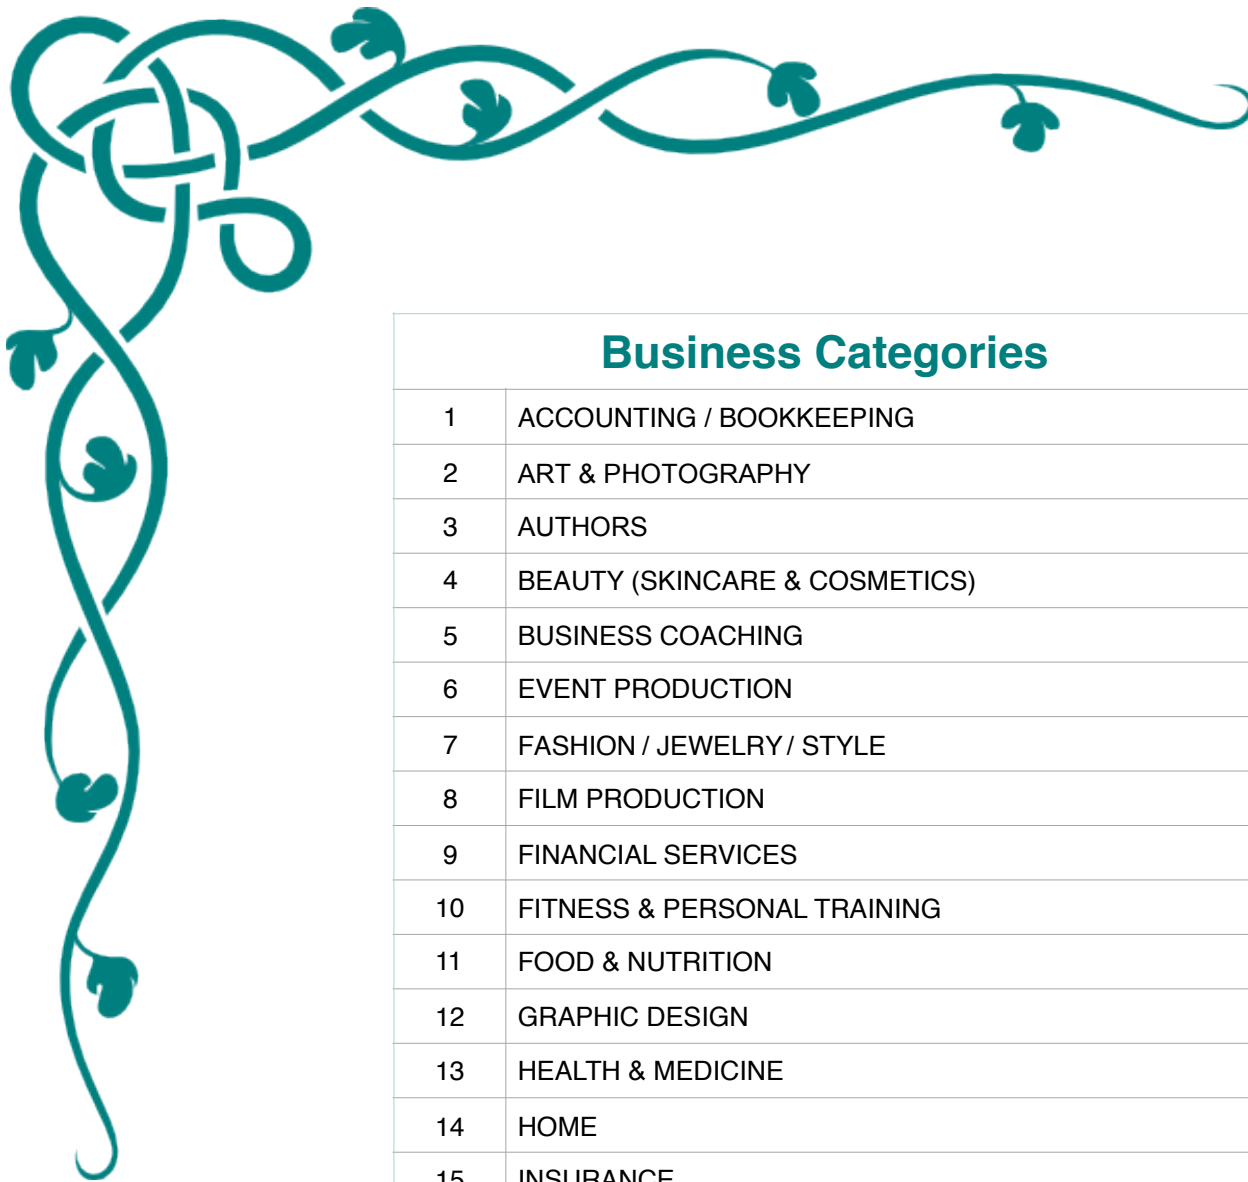 Business Categories
1 ACCOUNTING / BOOKKEEPING
2 ART & PHOTOGRAPHY
3 AUTHORS
4 BEAUTY (SKINCARE & COSMETICS)
5 BUSINESS COACHING
6 EVENT PRODUCTION
7 FASHION / JEWELRY / STYLE
8 FILM PRODUCTION
9 FINANCIAL SERVICES
10 FITNESS & PERSONAL TRAINING
11 FOOD & NUTRITION
12 GRAPHIC DESIGN
13 HEALTH & MEDICINE
14 HOME
15 INSURANCE